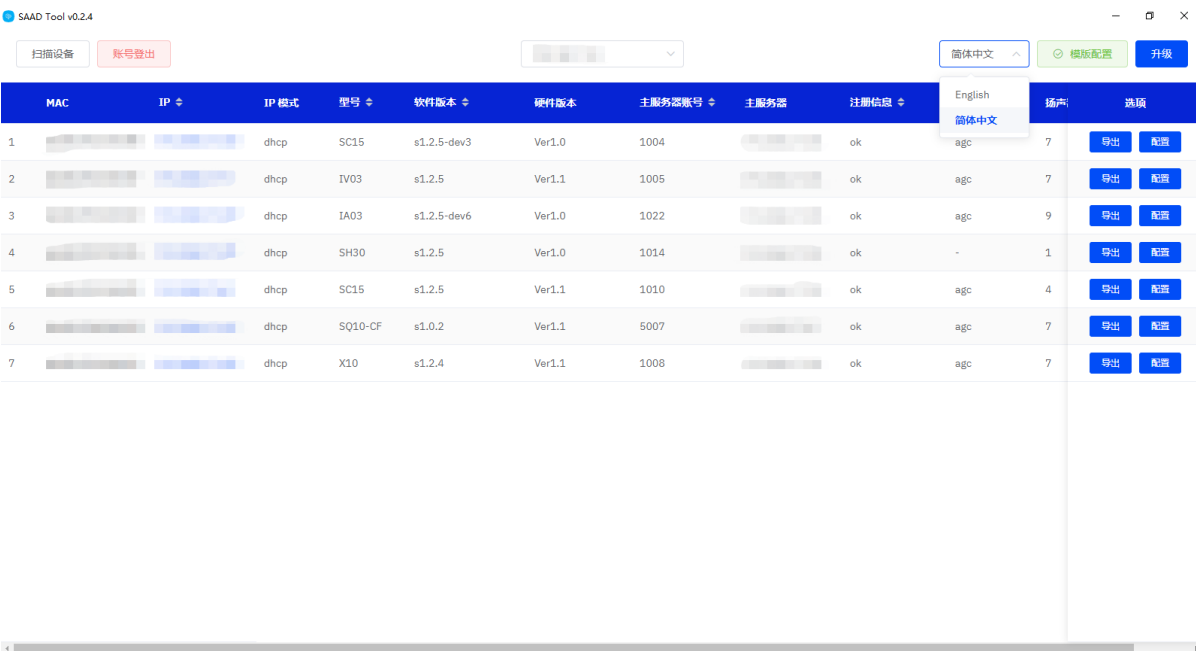 SAAD Tool v0.2.4
扫描设备 账号登出 简体中文 模版配置 升级
English
简体中文
MAC IP IP 模式 型号 软件版本 硬件版本 主服务器账号 主服务器 注册信息 扬声 选项
1 dhcp SC15 s1.2.5-dev3 Ver1.0 1004 ok agc 7 导出 配置
2 dhcp IV03 s1.2.5 Ver1.1 1005 ok agc 7 导出 配置
3 dhcp IA03 s1.2.5-dev6 Ver1.0 1022 ok agc 9 导出 配置
4 dhcp SH30 s1.2.5 Ver1.0 1014 ok - 1 导出 配置
5 dhcp SC15 s1.2.5 Ver1.1 1010 ok agc 4 导出 配置
6 dhcp SQ10-CF s1.0.2 Ver1.1 5007 ok agc 7 导出 配置
7 dhcp X10 s1.2.4 Ver1.1 1008 ok agc 7 导出 配置